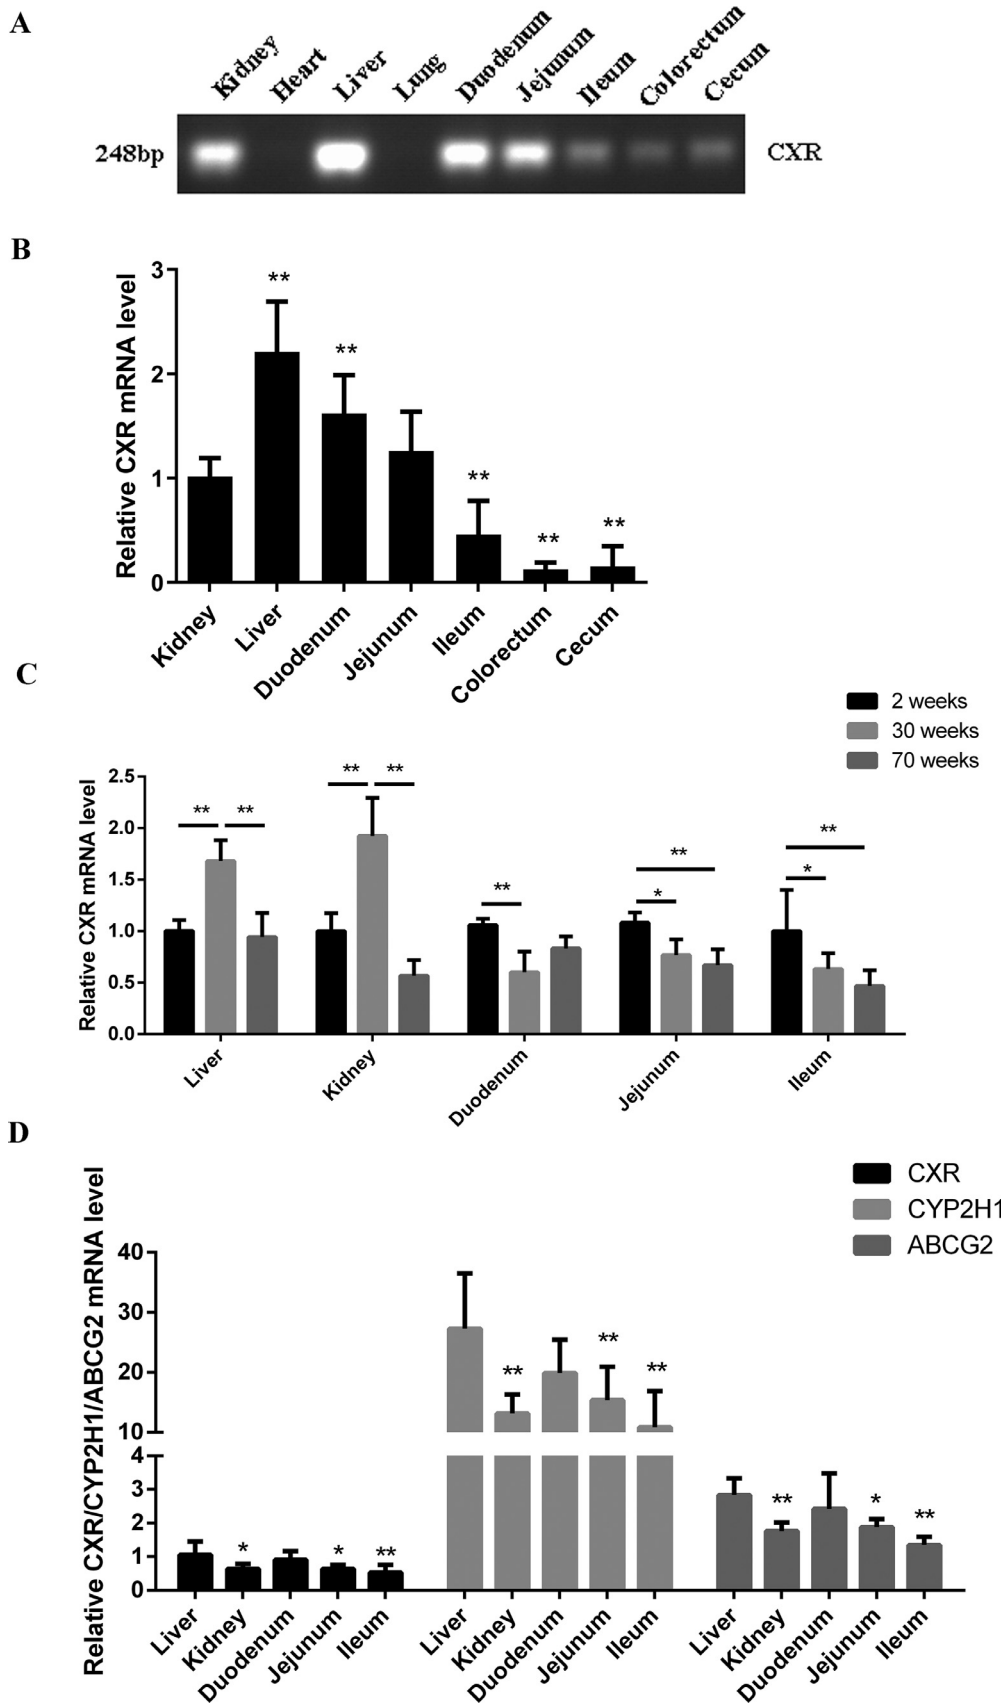 A
Kidney Heart Liver Lung Duodenum Jejunum Ileum Colorectum Cecum
248bp CXR
B
Relative CXR mRNA level
3
2
1
0
** ** ** ** **
Kidney Liver Duodenum Jejunum Ileum Colorectum Cecum
C
2 weeks
30 weeks
70 weeks
Relative CXR mRNA level
2.5
2.0
1.5
1.0
0.5
0.0
** ** ** ** ** * ** * **
Liver Kidney Duodenum Jejunum Ileum
D
CXR
CYP2H1
ABCG2
Relative CXR/CYP2H1/ABCG2 mRNA level
40
30
20
10
4
3
2
1
0
* * ** ** ** ** ** * **
Liver Kidney Duodenum Jejunum Ileum Liver Kidney Duodenum Jejunum Ileum Liver Kidney Duodenum Jejunum Ileum